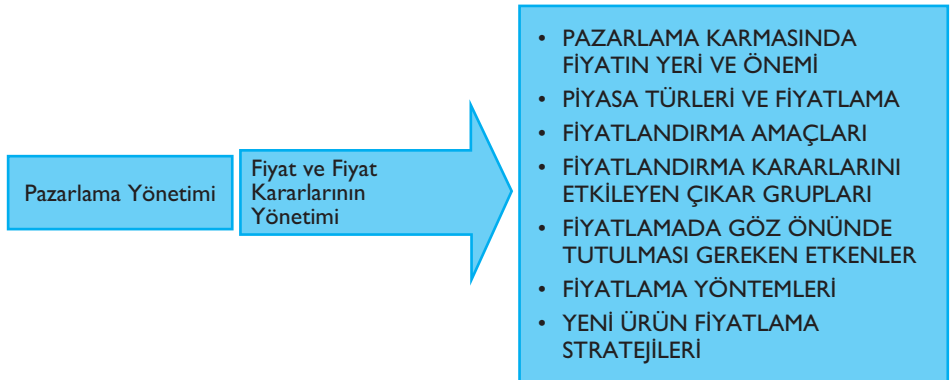 Pazarlama Yönetimi
Fiyat ve Fiyat
Kararlarının
Yönetimi
• PAZARLAMA KARMASINDA
FİYATIN YERİ VE ÖNEMİ
• PİYASA TÜRLERİ VE FİYATLAMA
• FİYATLANDIRMA AMAÇLARI
• FİYATLANDIRMA KARARLARINI
ETKİLEYEN ÇIKAR GRUPLARI
• FİYATLAMADA GÖZ ÖNÜNDE
TUTULMASI GEREKEN ETKENLER
• FİYATLAMA YÖNTEMLERİ
• YENİ ÜRÜN FİYATLAMA
STRATEJİLERİ